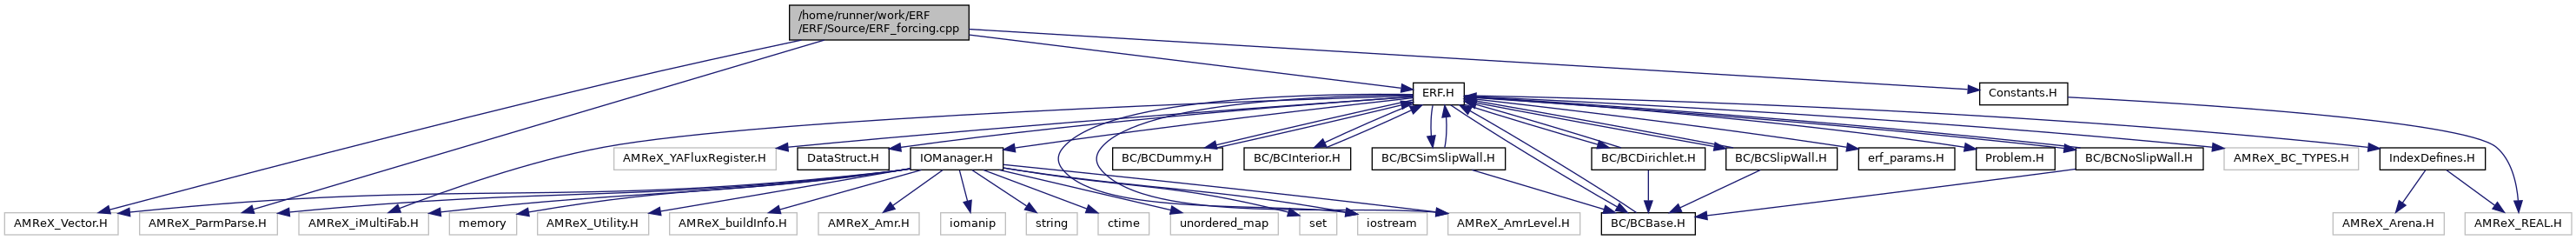 /home/runner/work/ERF
/ERF/Source/ERF_forcing.cpp
ERF.H
Constants.H
AMReX_YAFluxRegister.H
DataStruct.H
IOManager.H
BC/BCDummy.H
BC/BCInterior.H
BC/BCSimSlipWall.H
BC/BCDirichlet.H
BC/BCSlipWall.H
erf_params.H
Problem.H
BC/BCNoSlipWall.H
AMReX_BC_TYPES.H
IndexDefines.H
AMReX_Vector.H
AMReX_ParmParse.H
AMReX_iMultiFab.H
memory
AMReX_Utility.H
AMReX_buildInfo.H
AMReX_Amr.H
iomanip
string
ctime
unordered_map
set
iostream
AMReX_AmrLevel.H
BC/BCBase.H
AMReX_Arena.H
AMReX_REAL.H